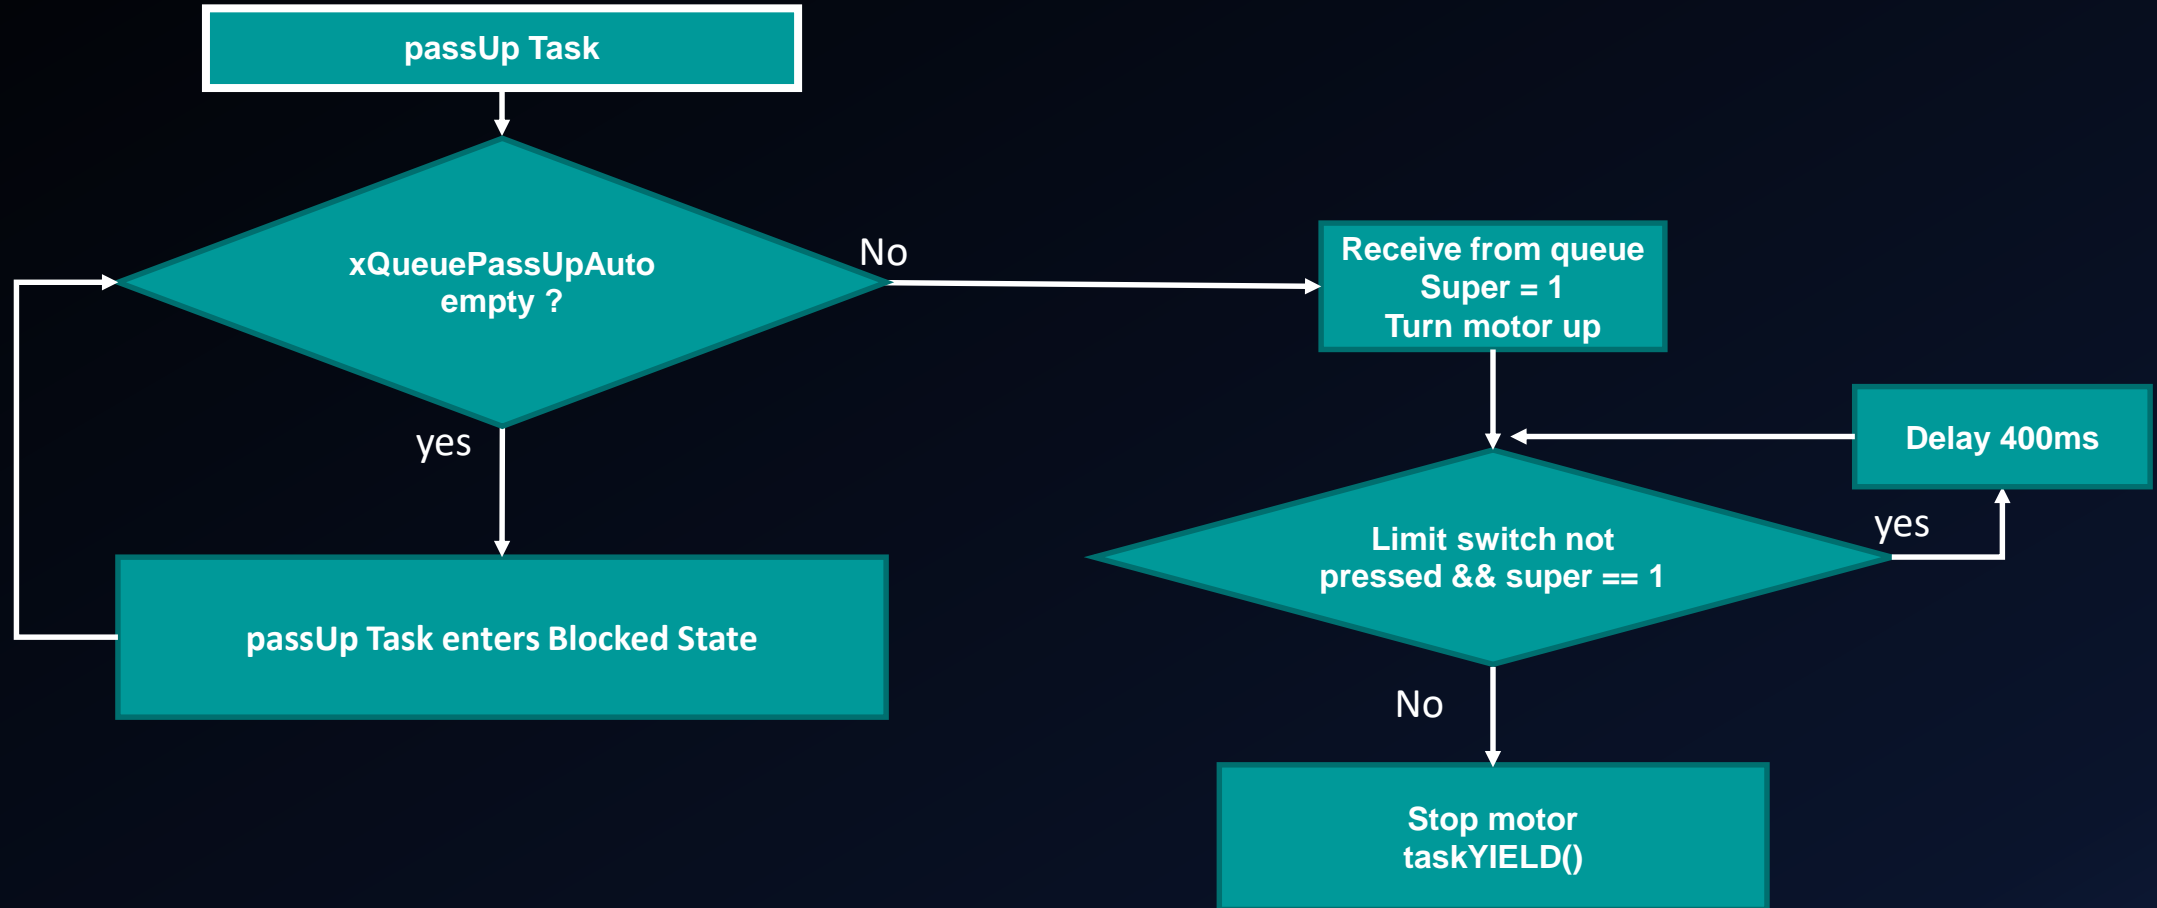 passUp Task
xQueuePassUpAuto
empty ?
No
yes
passUp Task enters Blocked State
Receive from queue
Super = 1
Turn motor up
Delay 400ms
Limit switch not
pressed && super == 1
yes
No
Stop motor
taskYIELD()